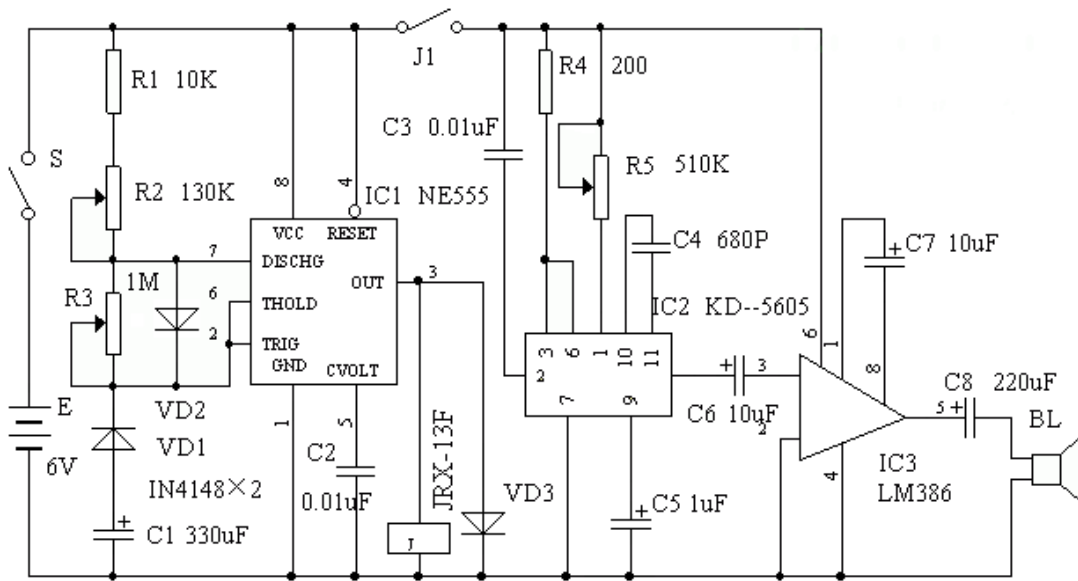 J1
R4 200
R1 10K
C3 0.01uF
S
R5 510K
R2 130K
8
4
IC1 NE555
C4 680P
C7 10uF
VCC RESET
7
DISCHG
1M
OUT
3
R3
6
THOLD
IC2 KD--5605
6
1
2
TRIG
3 6 1 10 11
GND
2
3
8
CVOLT
C8 220uF
E
VD2
7
9
C6 10uF
2
5
BL
1
5
VD1
C2
JRX-13F
6V
IC3
4
IN4148×2
VD3
LM386
0.01uF
C5 1uF
C1 330uF
J